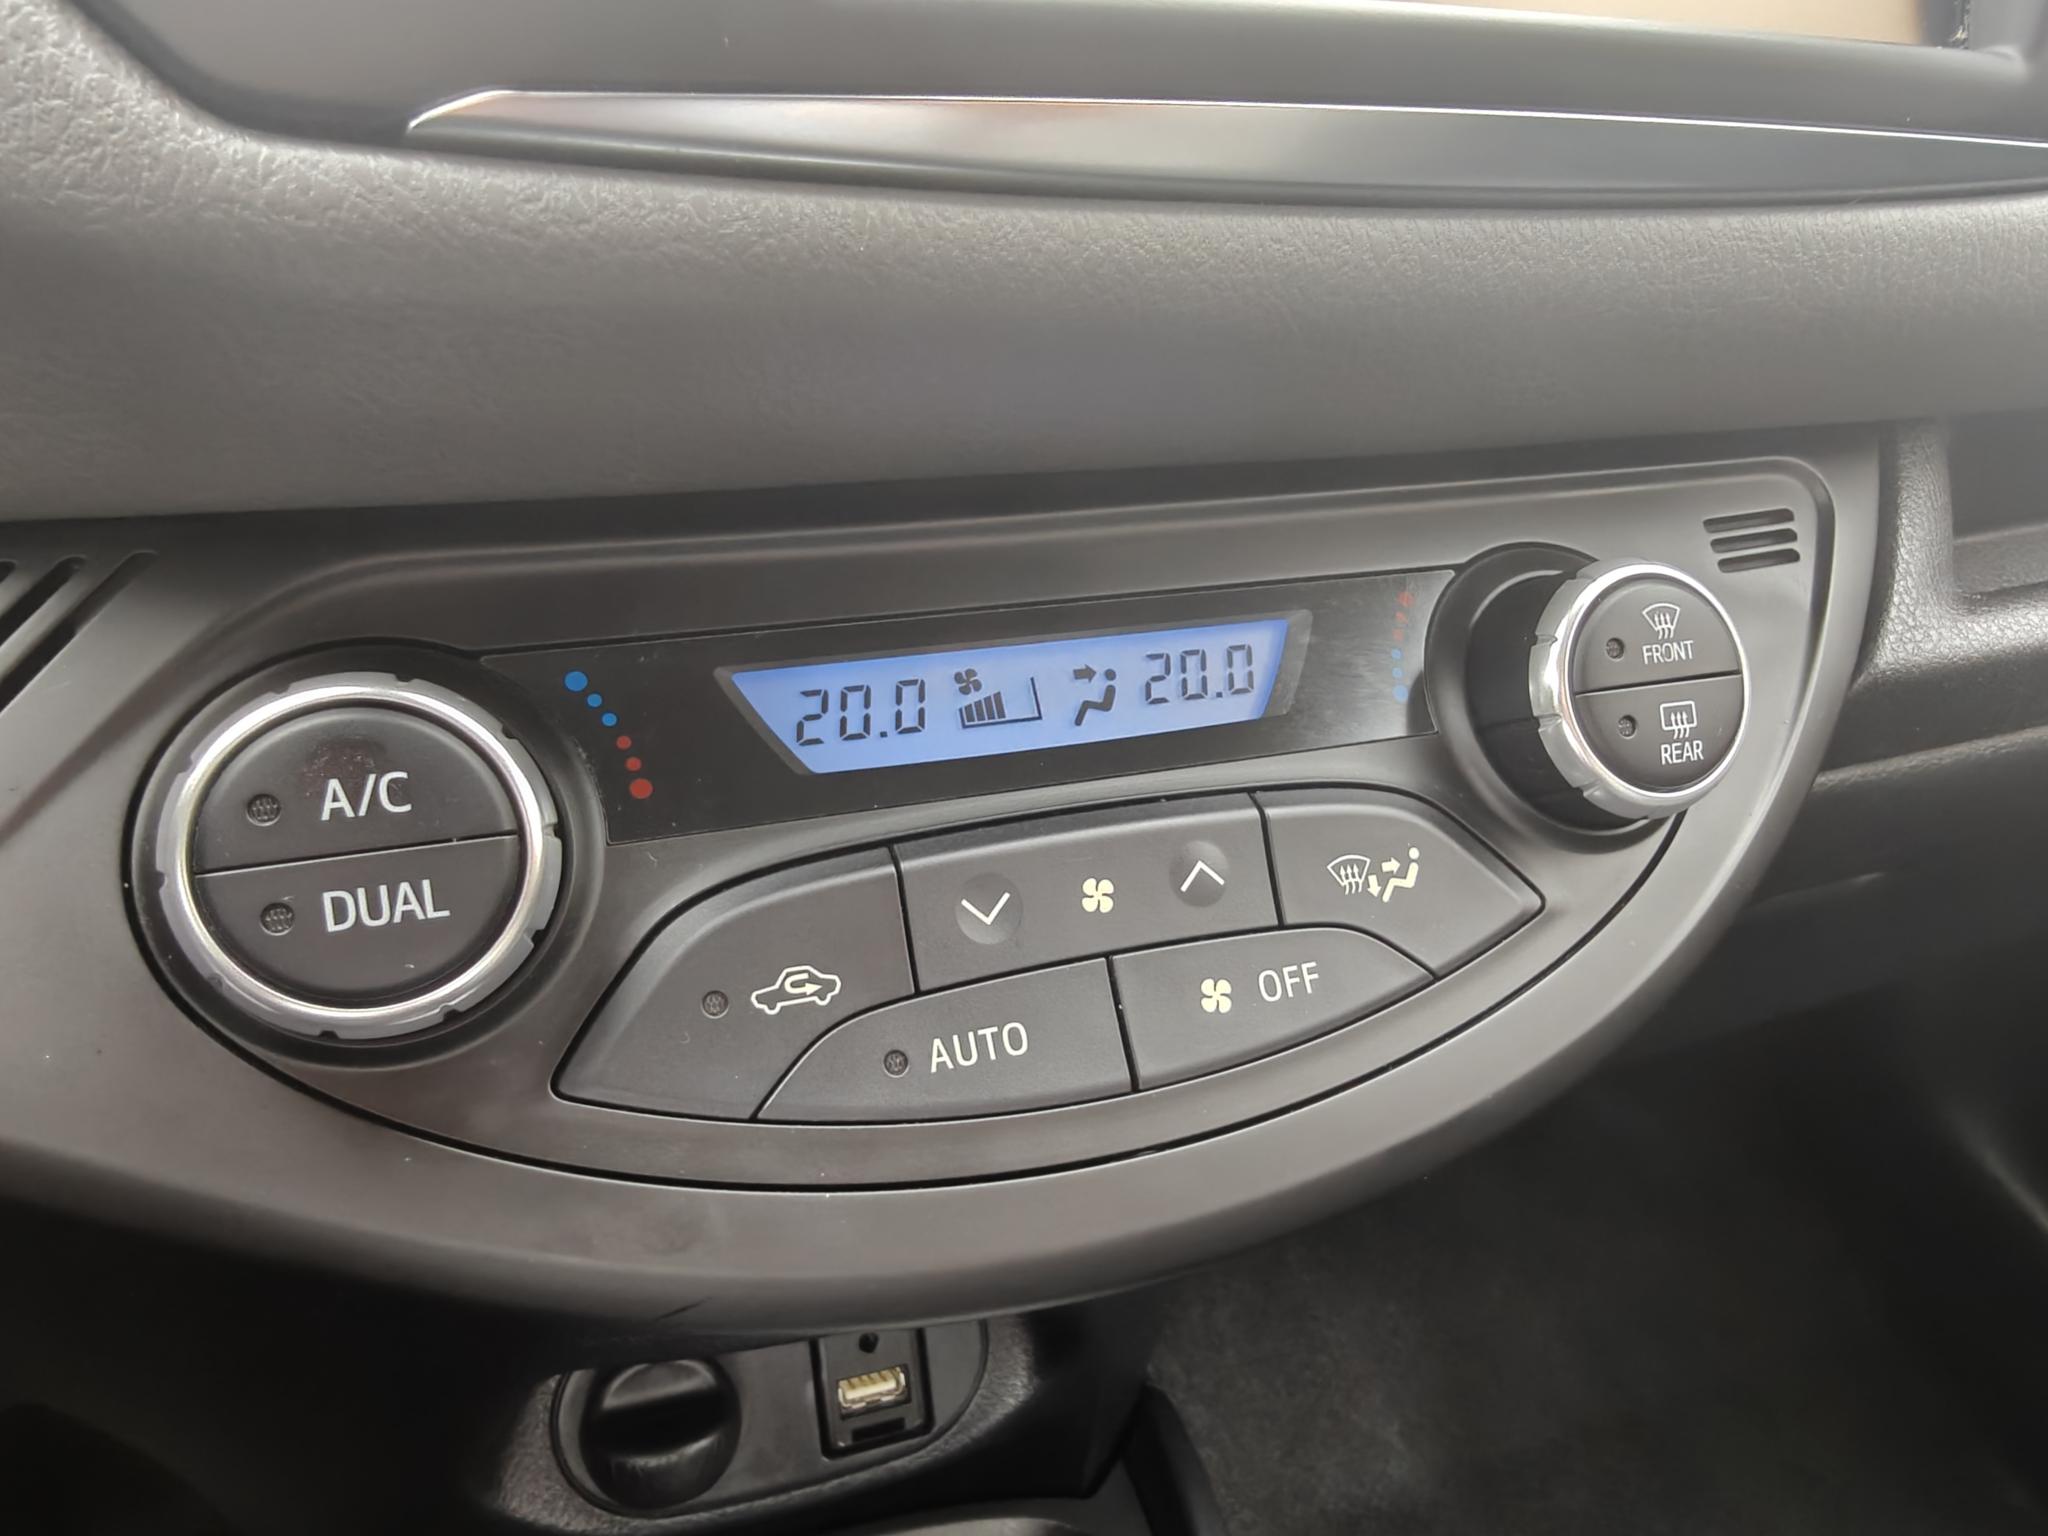 20.0 20.0
FRONT
REAR
A/C
DUAL
OFF
AUTO